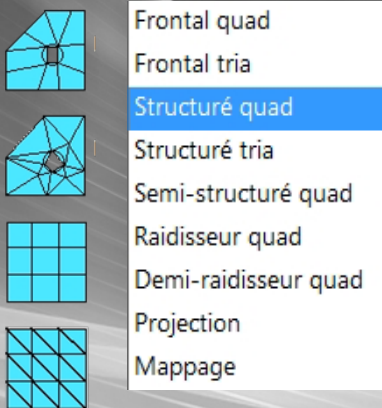 Frontal quad
Frontal tria
Structuré quad
Structuré tria
Semi-structuré quad
Raidisseur quad
Demi-raidisseur quad
Projection
Mappage